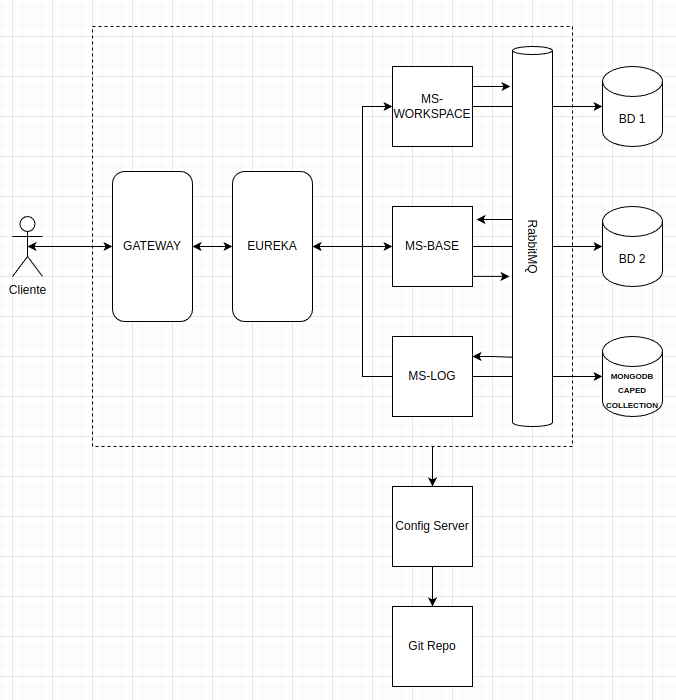 MS-
WORKSPACE
BD 1
GATEWAY
EUREKA
MS-BASE
RabbitMQ
BD 2
Cliente
MS-LOG
MONGODB
CAPED
COLLECTION
Config Server
Git Repo